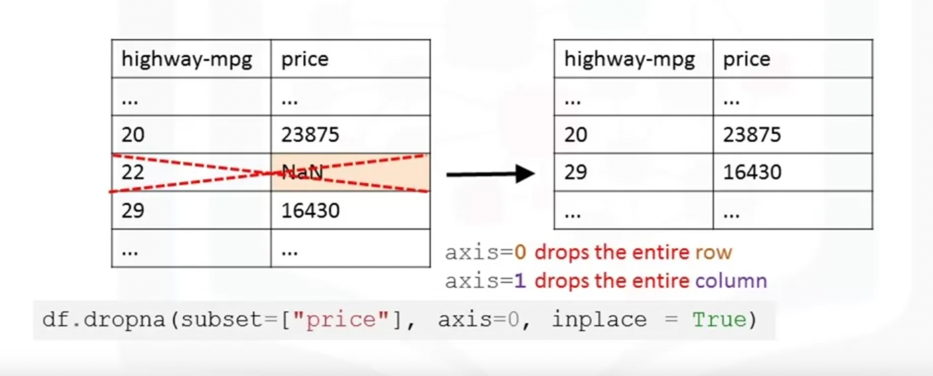 highway-mpg price
... ...
20 23875
22 NaN
29 16430
... ...
highway-mpg price
... ...
20 23875
29 16430
... ...
axis=0 drops the entire row
axis=1 drops the entire column
df.dropna(subset=["price"], axis=0, inplace = True)